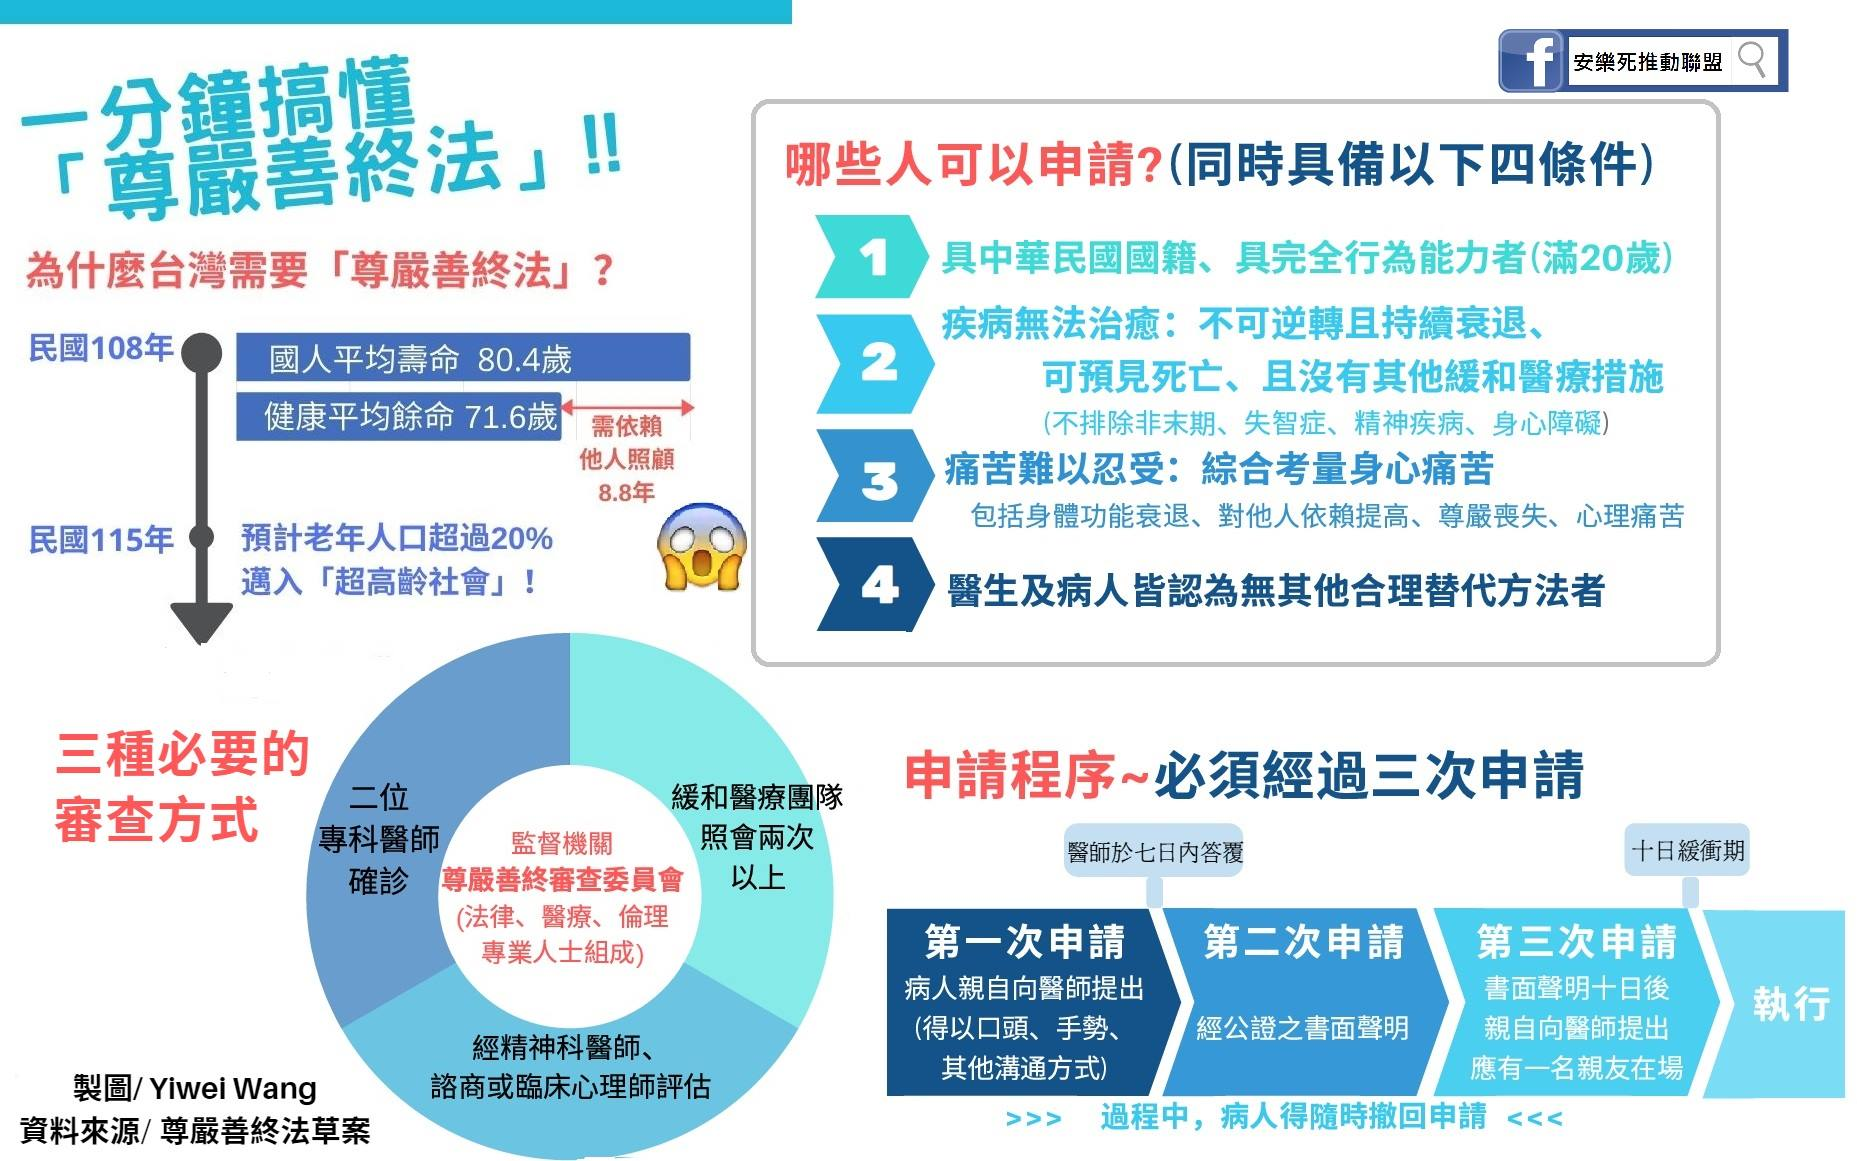 安樂死推動聯盟
一分鐘搞懂
「尊嚴善終法」!!
為什麼台灣需要「尊嚴善終法」?
民國108年
國人平均壽命 80.4歲
健康平均餘命 71.6歲
需依賴
他人照顧
8.8年
民國115年
預計老年人口超過20%
邁入「超高齡社會」!
哪些人可以申請?(同時具備以下四條件)
1 具中華民國國籍、具完全行為能力者(滿20歲)
2 疾病無法治癒：不可逆轉且持續衰退、
可預見死亡、且沒有其他緩和醫療措施
(不排除非末期、失智症、精神疾病、身心障礙)
3 痛苦難以忍受：綜合考量身心痛苦
包括身體功能衰退、對他人依賴提高、尊嚴喪失、心理痛苦
4 醫生及病人皆認為無其他合理替代方法者
三種必要的
審查方式
二位
專科醫師
確診
緩和醫療團隊
照會兩次
以上
監督機關
尊嚴善終審查委員會
(法律、醫療、倫理
專業人士組成)
經精神科醫師、
諮商或臨床心理師評估
製圖/ Yiwei Wang
資料來源/ 尊嚴善終法草案
申請程序~必須經過三次申請
醫師於七日內答覆
十日緩衝期
第一次申請
病人親自向醫師提出
(得以口頭、手勢、
其他溝通方式)
第二次申請
經公證之書面聲明
第三次申請
書面聲明十日後
親自向醫師提出
應有一名親友在場
執行
>>> 過程中，病人得隨時撤回申請 <<<